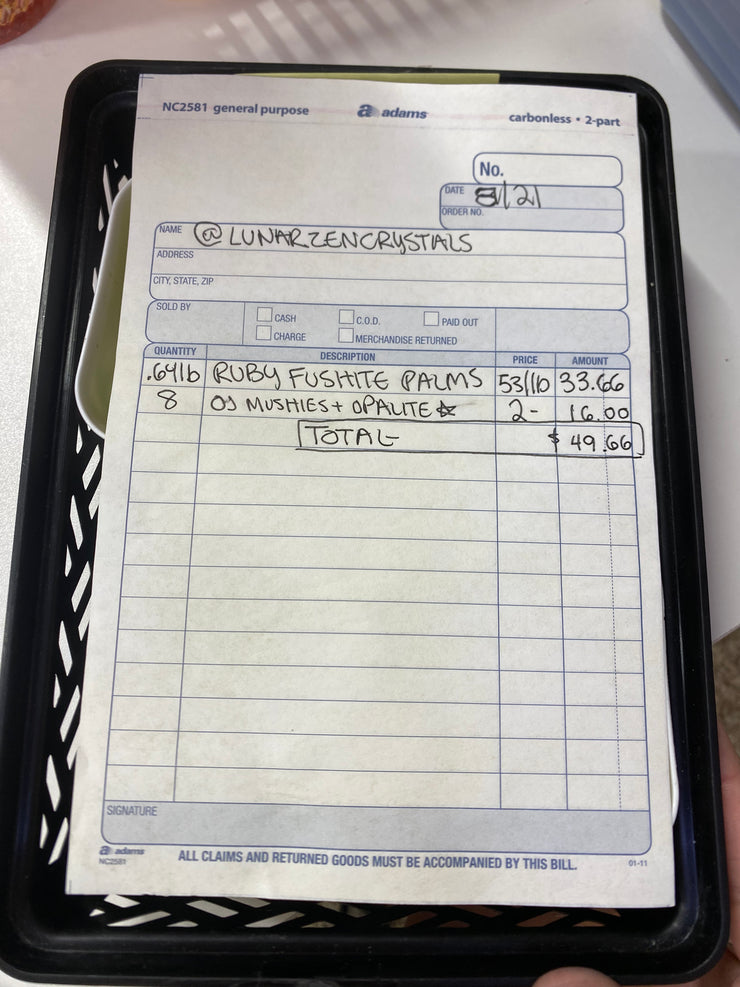 NC2581 general purpose adams carbonless • 2-part
No.
DATE 8/21
ORDER NO.
NAME @ LUNARZENCRYSTIALS
ADDRESS
CITY, STATE, ZIP
SOLD BY
CASH C.O.D. PAID OUT
CHARGE MERCHANDISE RETURNED
QUANTITY DESCRIPTION PRICE AMOUNT
.64lb RUBY FUSHITE PALMS 53/lb 33.66
8 OJ MUSHIES + OPALITE ☆ 2- 16.00
TOTAL $ 49.66
SIGNATURE
adams
NC2581
ALL CLAIMS AND RETURNED GOODS MUST BE ACCOMPANIED BY THIS BILL.
01-11